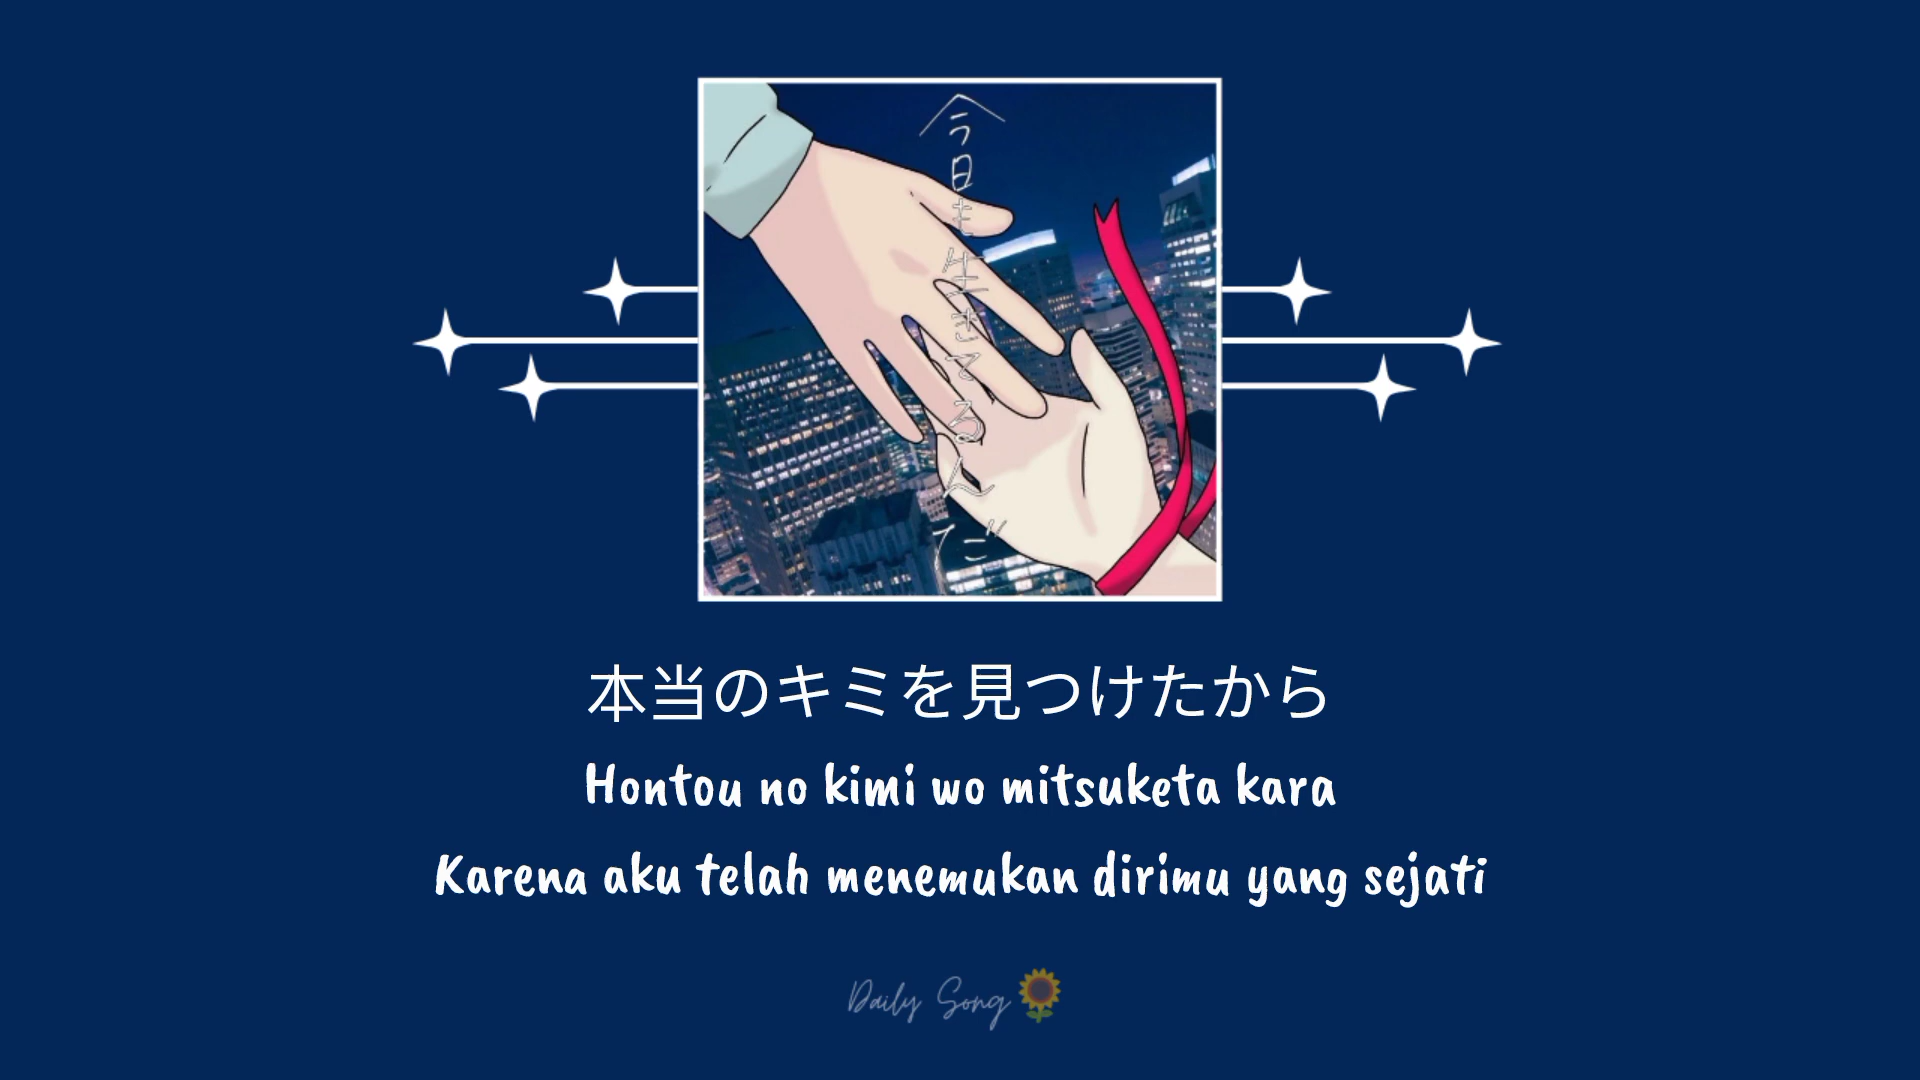 今日も生きるんだ
本当のキミを見つけたから
Hontou no kimi wo mitsuketa kara
Karena aku telah menemukan dirimu yang sejati
Daily Song